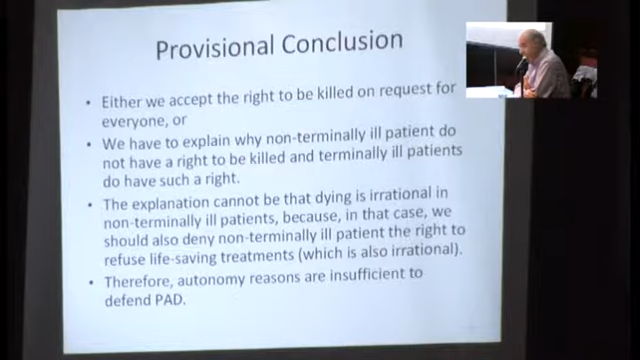 Provisional Conclusion
• Either we accept the right to be killed on request for
everyone, or
• We have to explain why non-terminally ill patient do
not have a right to be killed and terminally ill patients
do have such a right.
• The explanation cannot be that dying is irrational in
non-terminally ill patients, because, in that case, we
should also deny non-terminally ill patient the right to
refuse life-saving treatments (which is also irrational).
• Therefore, autonomy reasons are insufficient to
defend PAD.